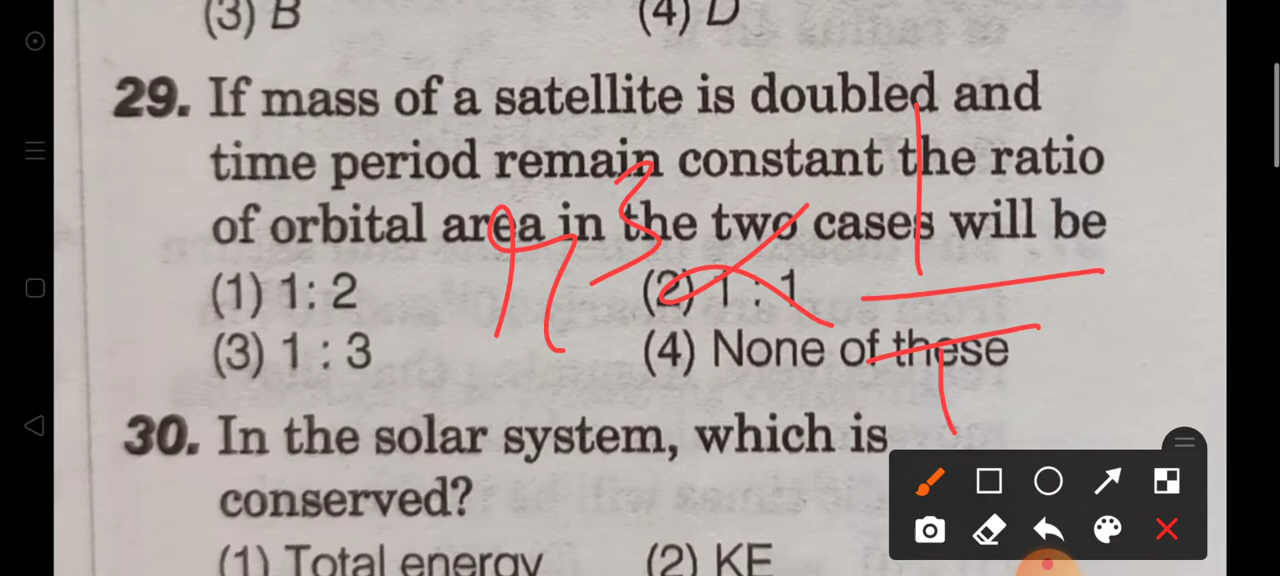 (3) B (4) D
29. If mass of a satellite is doubled and
time period remain constant the ratio
of orbital area in the two cases will be
(1) 1 : 2 (2) 1 : 1
(3) 1 : 3 (4) None of these
30. In the solar system, which is
conserved?
(1) Total energy (2) KE